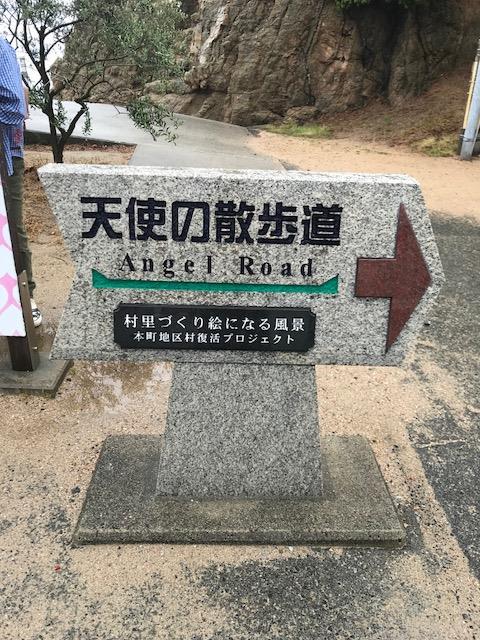 天使の散歩道
Angel Road
村里づくり絵になる風景
本町地区村復活プロジェクト